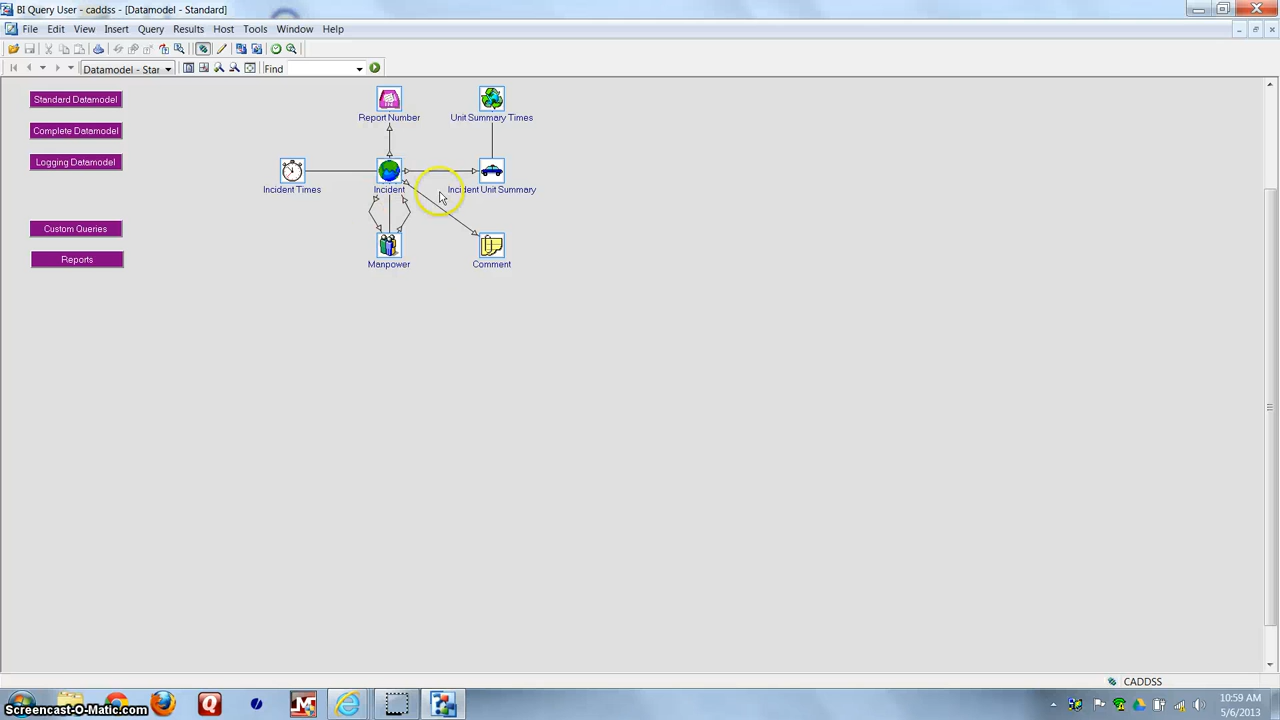 BI Query User - caddss - [Datamodel - Standard]
File Edit View Insert Query Results Host Tools Window Help
Datamodel - Star Find
Standard Datamodel
Complete Datamodel
Logging Datamodel
Custom Queries
Reports
Report Number Unit Summary Times
Incident Times Incident Incident Unit Summary
Manpower Comment
CADDSS
10:59 AM
5/6/2013
Screencast-O-Matic.com